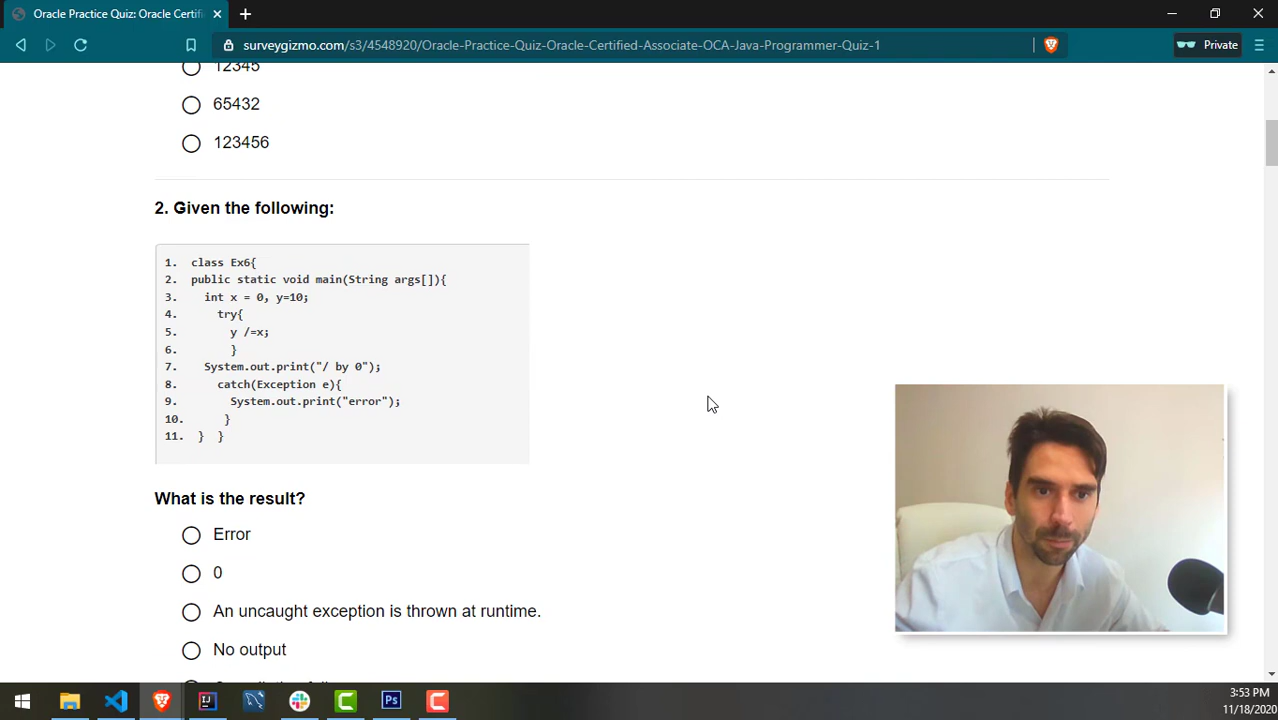 Oracle Practice Quiz: Oracle Certifi
surveygizmo.com/s3/4548920/Oracle-Practice-Quiz-Oracle-Certified-Associate-OCA-Java-Programmer-Quiz-1
Private
12345
65432
123456
2. Given the following:
1. class Ex6{
2. public static void main(String args[]){
3. int x = 0, y=10;
4. try{
5. y /=x;
6. }
7. System.out.print("/ by 0");
8. catch(Exception e){
9. System.out.print("error");
10. }
11. } }
What is the result?
Error
0
An uncaught exception is thrown at runtime.
No output
3:53 PM
11/18/2020
Ps